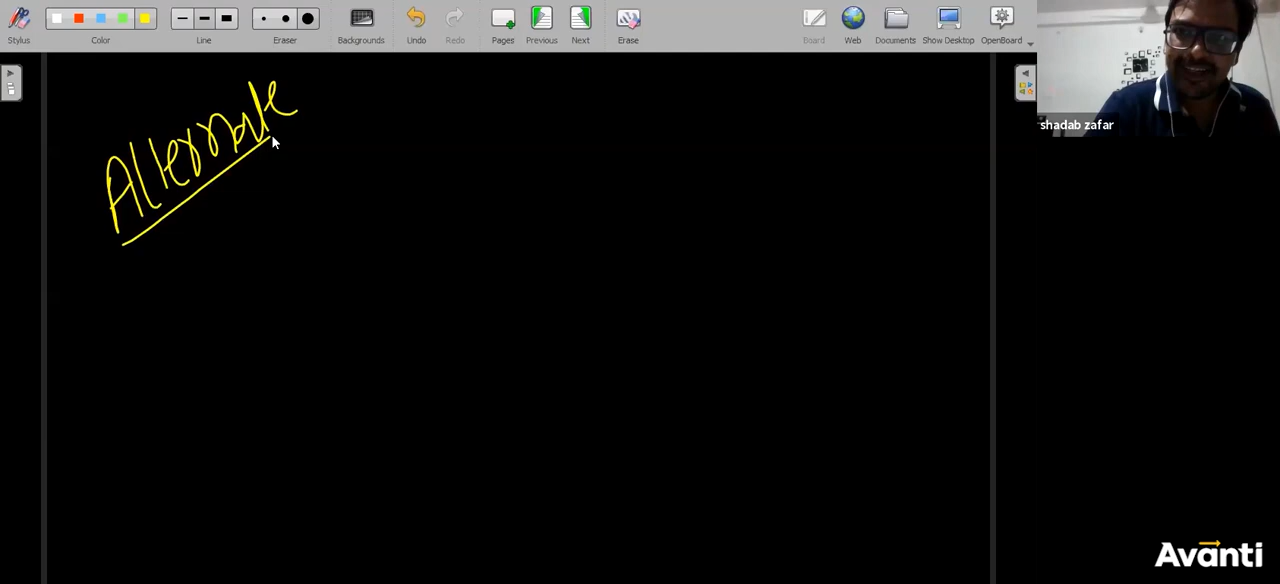 Stylus Color Line Eraser Backgrounds Undo Redo Pages Previous Next Erase Board Web Documents Show Desktop OpenBoard
shadab zafar
Alternate
Avanti